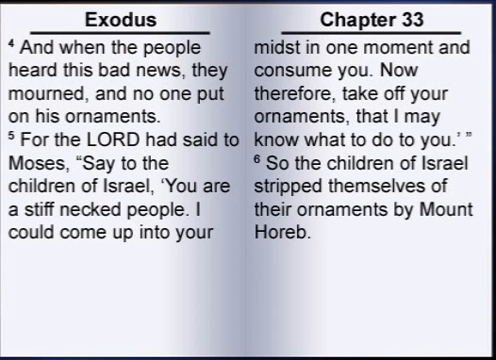 Exodus
⁴ And when the people
heard this bad news, they
mourned, and no one put
on his ornaments.
⁵ For the LORD had said to
Moses, “Say to the
children of Israel, ‘You are
a stiff necked people. I
could come up into your
Chapter 33
midst in one moment and
consume you. Now
therefore, take off your
ornaments, that I may
know what to do to you.’ ”
⁶ So the children of Israel
stripped themselves of
their ornaments by Mount
Horeb.